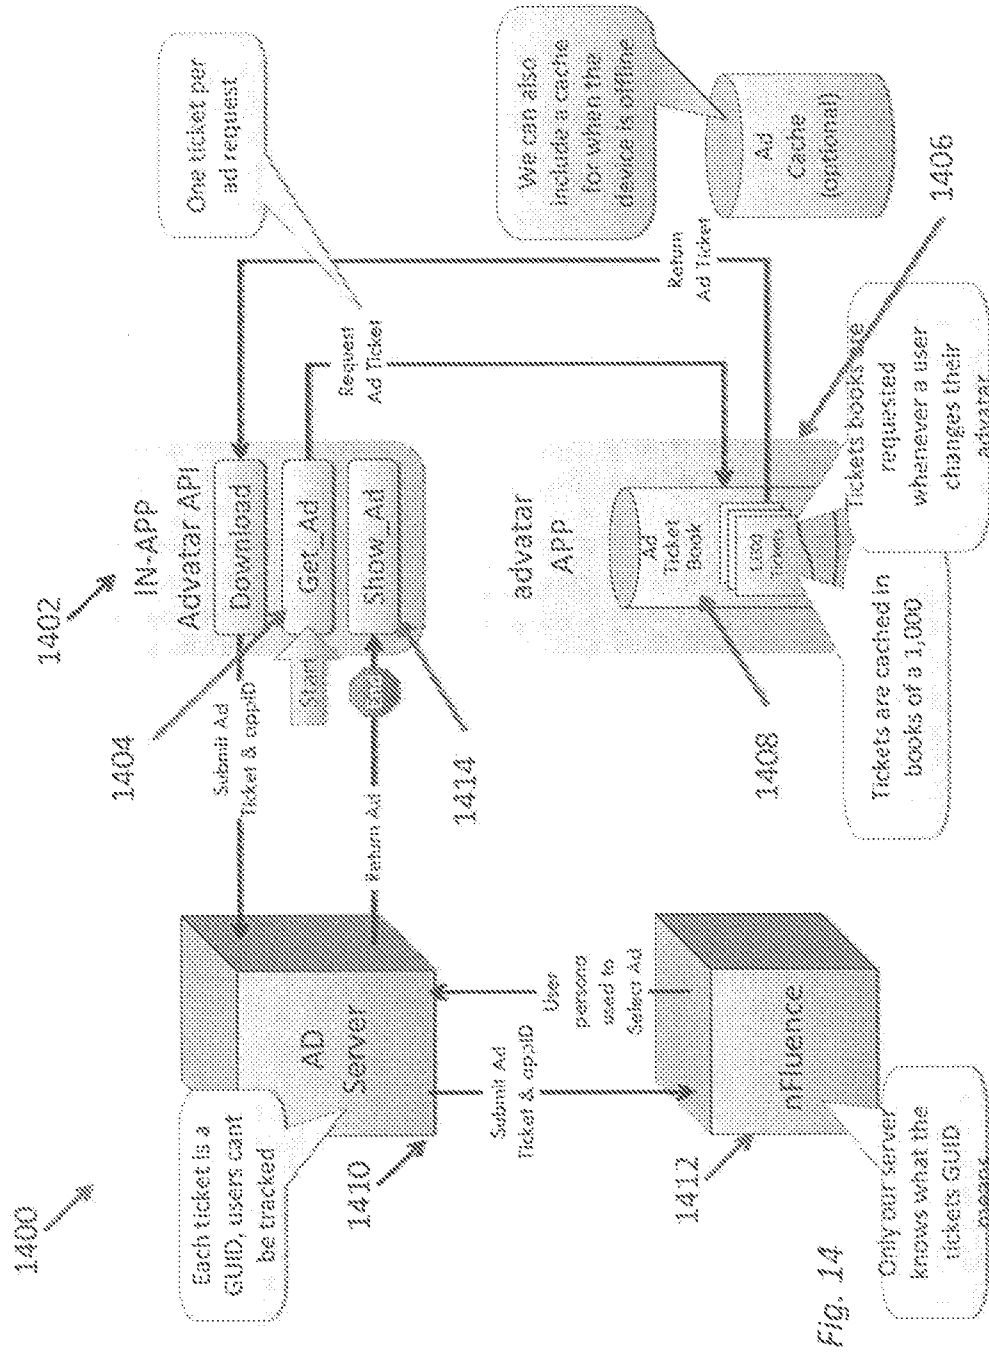 1400
Each ticket is a
GUID, users cant
be tracked
AD
Server
1410
Submit Ad
Ticket & appID
Return Ad
1402
IN-APP
Advatar API
Download
Get_Ad
Show_Ad
Start
1404
1414
One ticket per
ad request
Request
Ad Ticket
Return
Ad Ticket
We can also
include a cache
for when the
device is offline
Ad
Cache
(optional)
1406
advatar
APP
Ad
Ticket
Book
1408
Tickets are cached in
books of a 1,000
Tickets books are
requested
whenever a user
changes their
advatar
Submit Ad
Ticket & appID
User
persona
used to
Select Ad
nFluence
1412
Only our server
knows what the
tickets GUID
means
Fig. 14